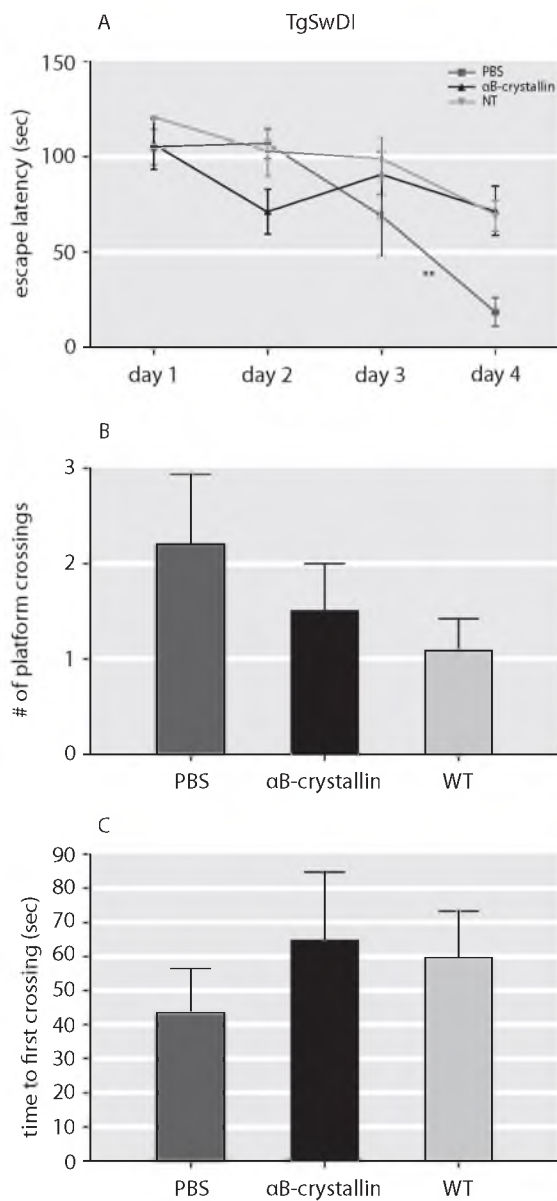 A
TgSwDI
150
100
50
0
escape latency (sec)
PBS
αB-crystallin
NT
**
day 1 day 2 day 3 day 4
B
3
2
1
0
# of platform crossings
PBS αB-crystallin WT
C
90
80
70
60
50
40
30
20
10
0
time to first crossing (sec)
PBS αB-crystallin WT